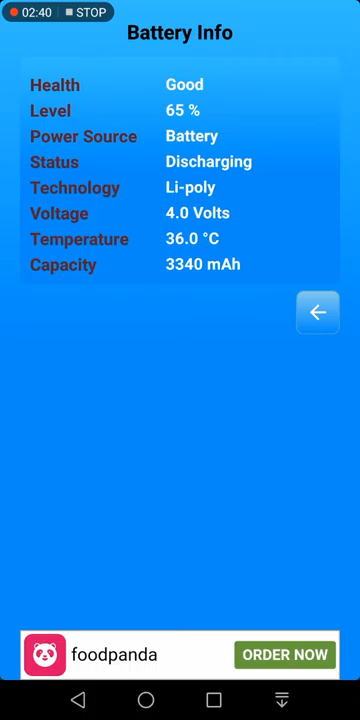 02:40 STOP
Battery Info
Health Good
Level 65 %
Power Source Battery
Status Discharging
Technology Li-poly
Voltage 4.0 Volts
Temperature 36.0 °C
Capacity 3340 mAh
foodpanda ORDER NOW